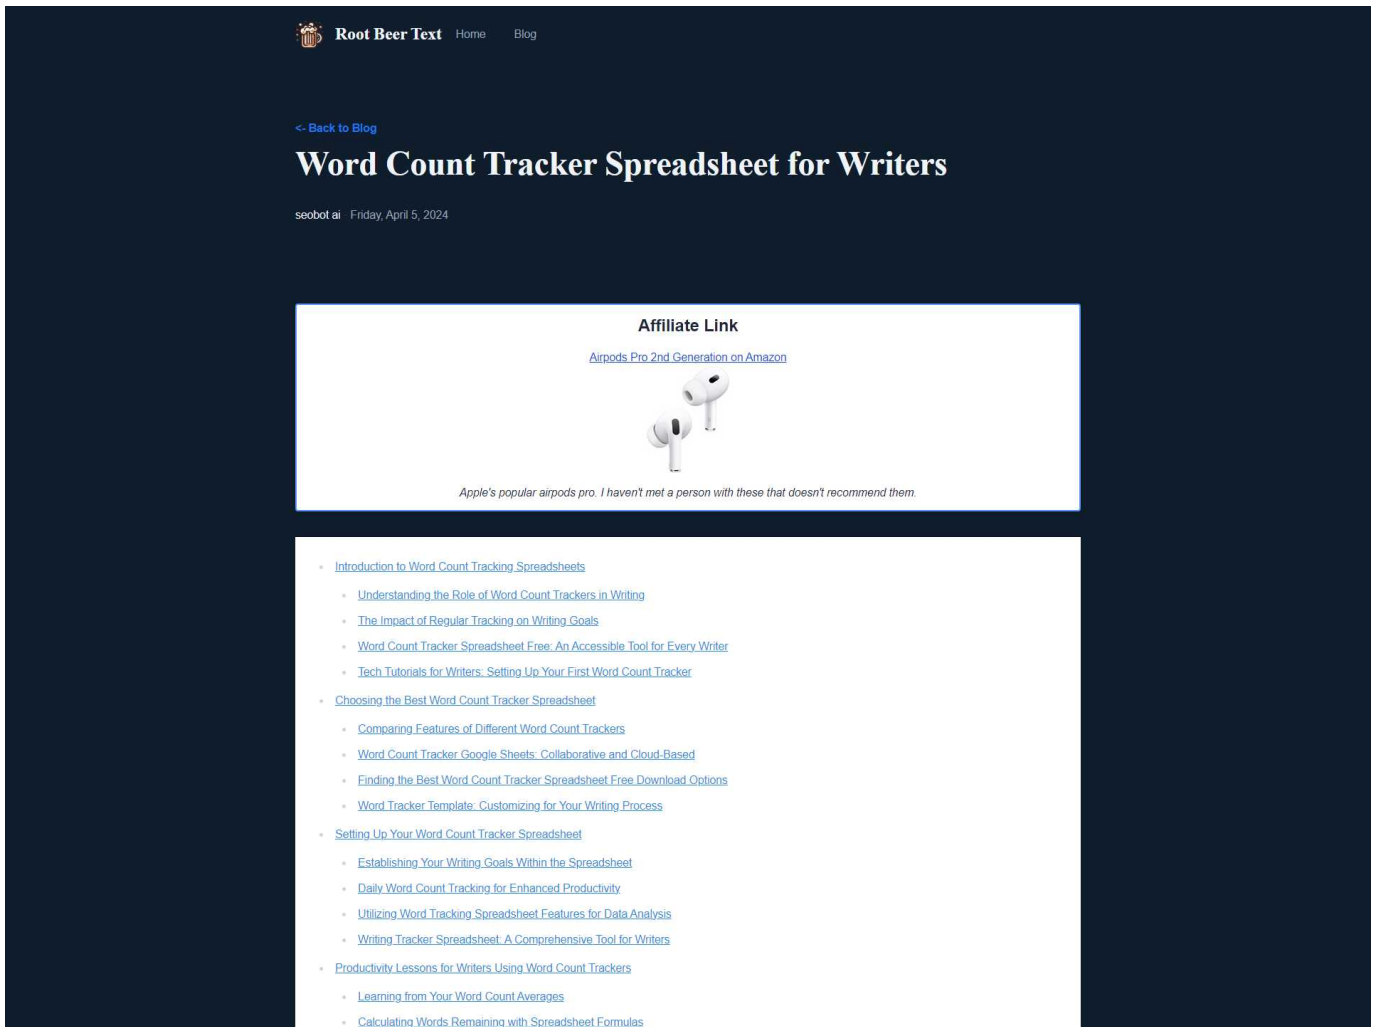 Root Beer Text Home Blog
<- Back to Blog
Word Count Tracker Spreadsheet for Writers
seobot ai Friday, April 5, 2024
Affiliate Link
Airpods Pro 2nd Generation on Amazon
Apple's popular airpods pro. I haven't met a person with these that doesn't recommend them.
Introduction to Word Count Tracking Spreadsheets
Understanding the Role of Word Count Trackers in Writing
The Impact of Regular Tracking on Writing Goals
Word Count Tracker Spreadsheet Free: An Accessible Tool for Every Writer
Tech Tutorials for Writers: Setting Up Your First Word Count Tracker
Choosing the Best Word Count Tracker Spreadsheet
Comparing Features of Different Word Count Trackers
Word Count Tracker Google Sheets: Collaborative and Cloud-Based
Finding the Best Word Count Tracker Spreadsheet Free Download Options
Word Tracker Template: Customizing for Your Writing Process
Setting Up Your Word Count Tracker Spreadsheet
Establishing Your Writing Goals Within the Spreadsheet
Daily Word Count Tracking for Enhanced Productivity
Utilizing Word Tracking Spreadsheet Features for Data Analysis
Writing Tracker Spreadsheet: A Comprehensive Tool for Writers
Productivity Lessons for Writers Using Word Count Trackers
Learning from Your Word Count Averages
Calculating Words Remaining with Spreadsheet Formulas